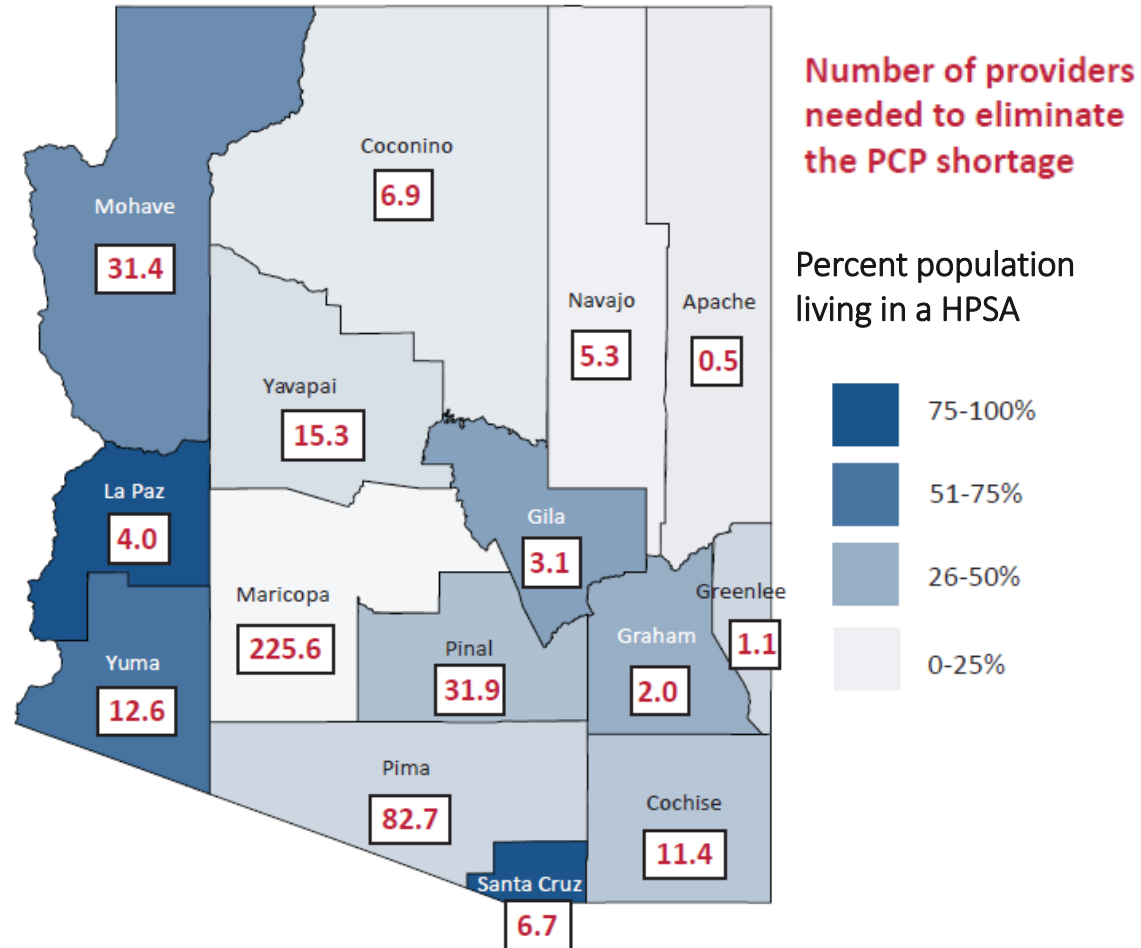 Number of providers
needed to eliminate
the PCP shortage
Percent population
living in a HPSA
75-100%
51-75%
26-50%
0-25%
Coconino
6.9
Mohave
31.4
Navajo
5.3
Apache
0.5
Yavapai
15.3
La Paz
4.0
Gila
3.1
Maricopa
225.6
Greenlee
1.1
Graham
2.0
Pinal
31.9
Yuma
12.6
Pima
82.7
Cochise
11.4
Santa Cruz
6.7